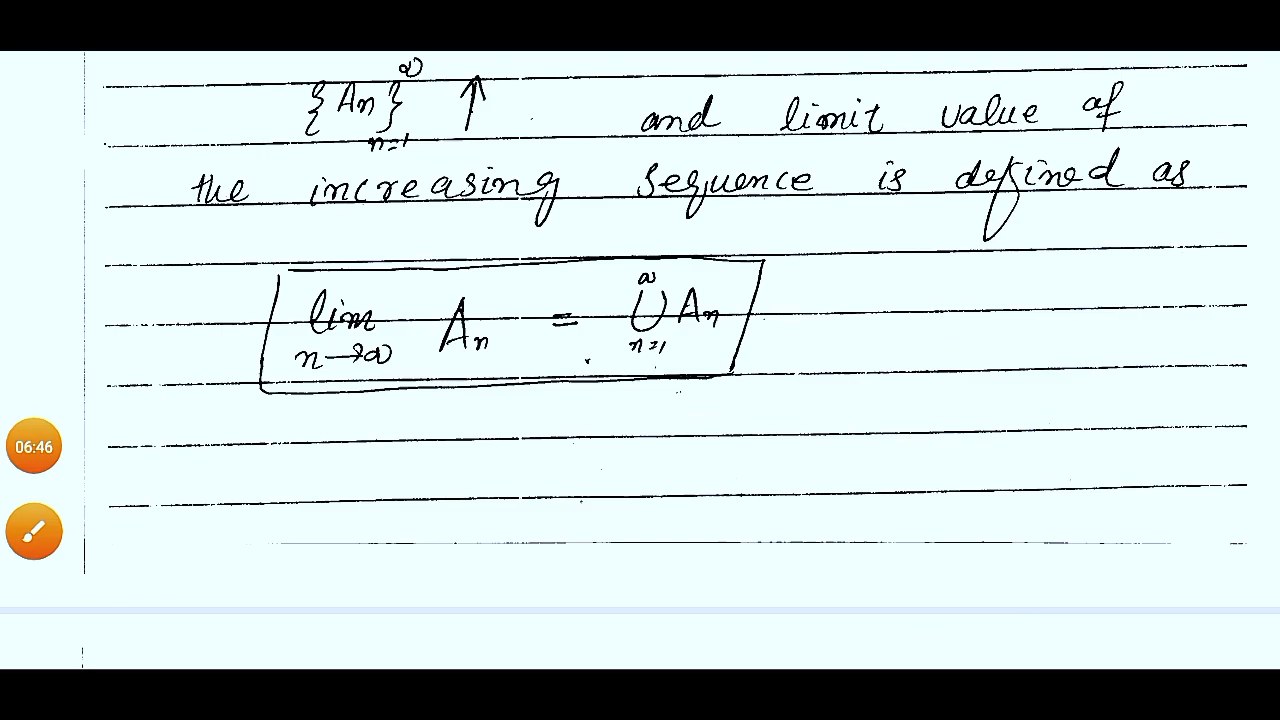 {An}∞n=1 ↑ and limit value of
the increasing sequence is defined as
lim n→∞ An = ∞⋃n=1 An
06:46